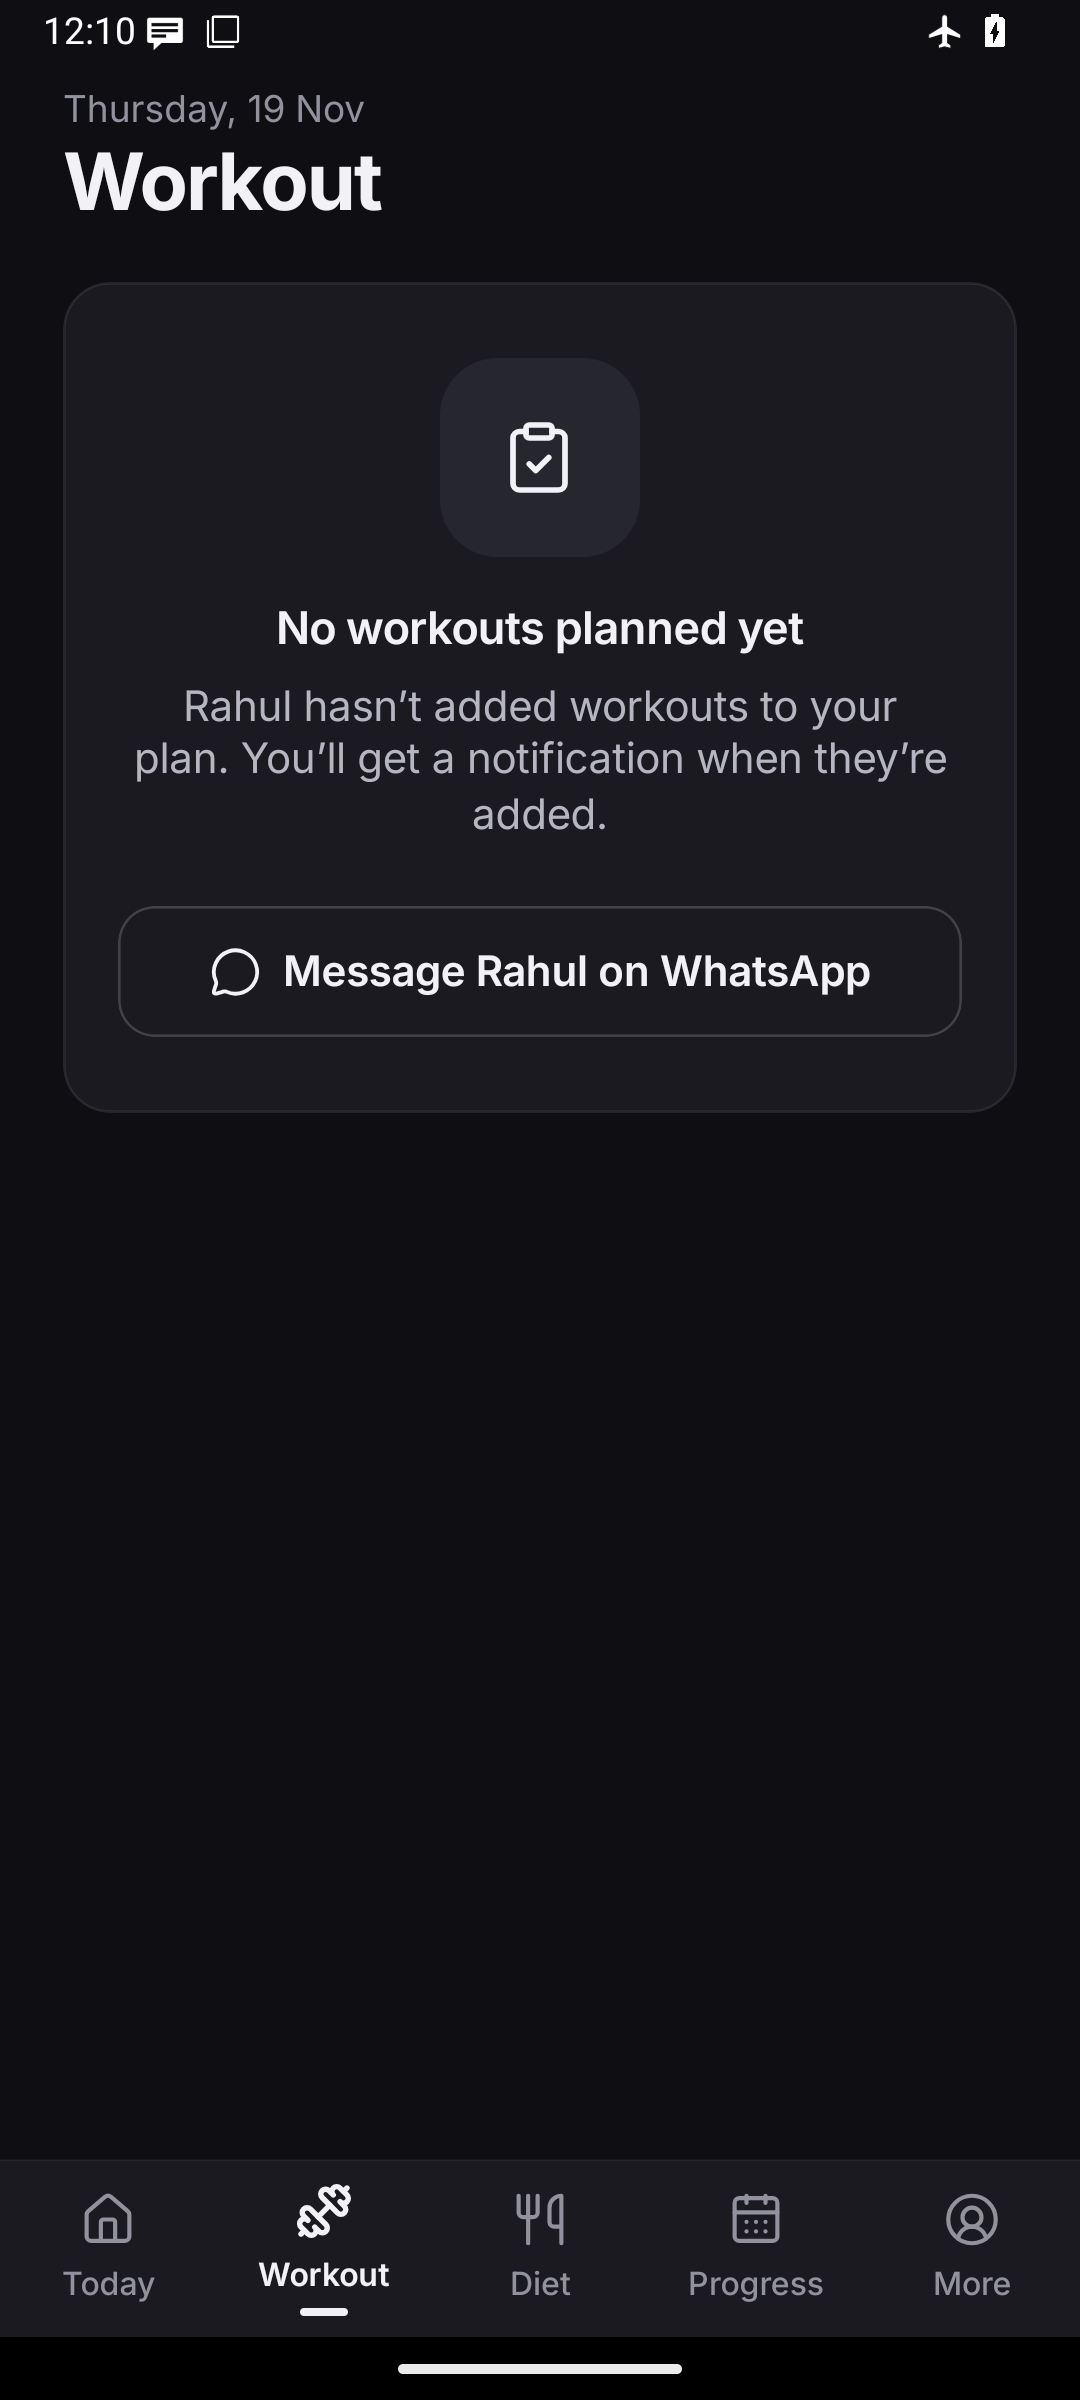 12:10
Thursday, 19 Nov
Workout
No workouts planned yet
Rahul hasn’t added workouts to your
plan. You’ll get a notification when they’re
added.
Message Rahul on WhatsApp
Today
Workout
Diet
Progress
More